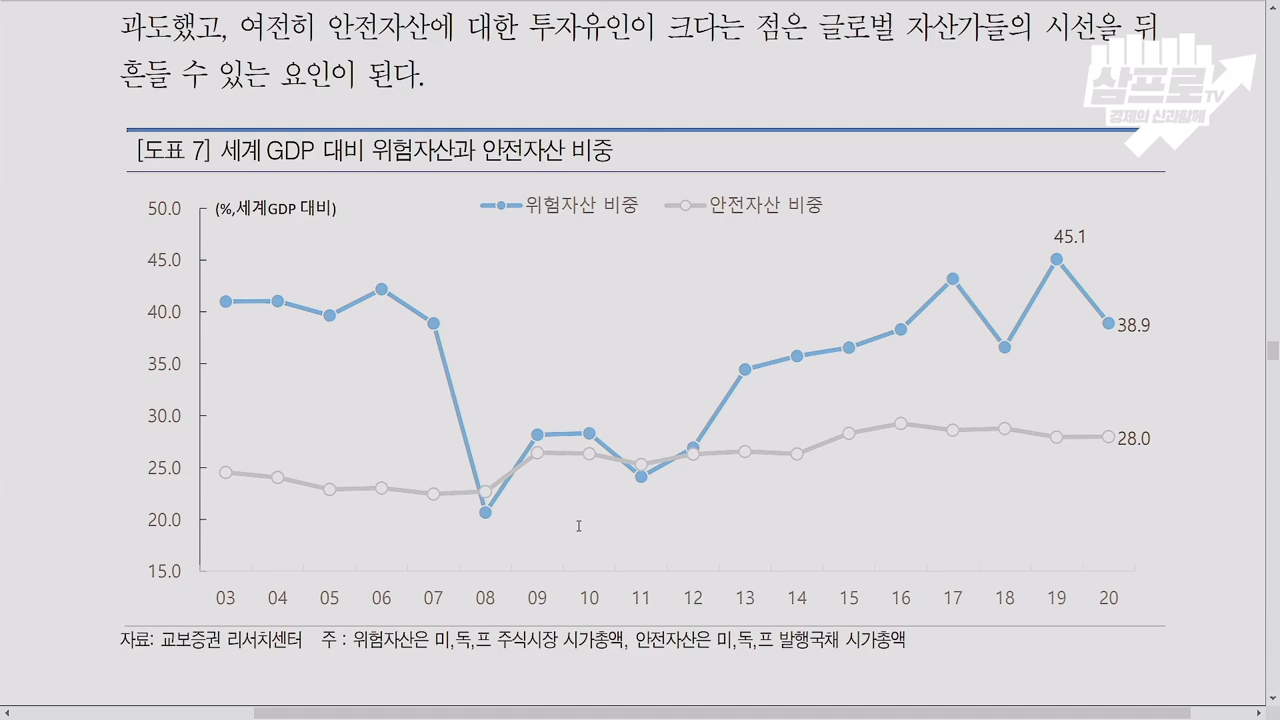 과도했고, 여전히 안전자산에 대한 투자유인이 크다는 점은 글로벌 자산가들의 시선을 뒤
흔들 수 있는 요인이 된다.
삼프로TV
경제의 신과함께
[도표 7] 세계 GDP 대비 위험자산과 안전자산 비중
(%,세계GDP 대비)
위험자산 비중 안전자산 비중
50.0
45.0
40.0
35.0
30.0
25.0
20.0
15.0
45.1
38.9
28.0
03 04 05 06 07 08 09 10 11 12 13 14 15 16 17 18 19 20
자료: 교보증권 리서치센터 주 : 위험자산은 미,독,프 주식시장 시가총액, 안전자산은 미,독,프 발행국채 시가총액